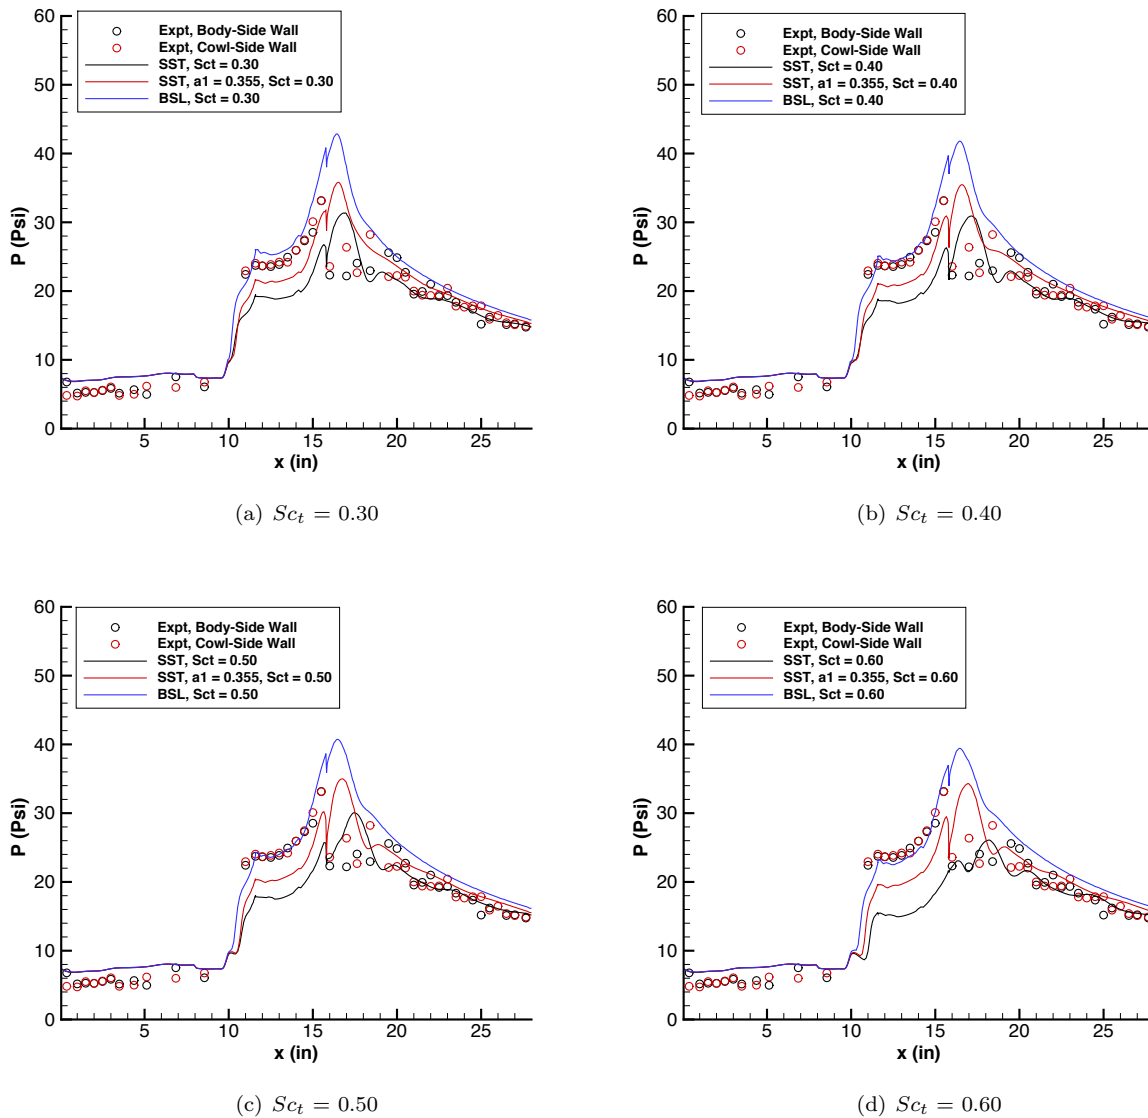 60
50
40
30
20
10
0
P (Psi)
Expt, Body-Side Wall
Expt, Cowl-Side Wall
SST, Sct = 0.30
SST, a1 = 0.355, Sct = 0.30
BSL, Sct = 0.30
5 10 15 20 25
x (in)
(a) Sc_t = 0.30
60
50
40
30
20
10
0
P (Psi)
Expt, Body-Side Wall
Expt, Cowl-Side Wall
SST, Sct = 0.40
SST, a1 = 0.355, Sct = 0.40
BSL, Sct = 0.40
5 10 15 20 25
x (in)
(b) Sc_t = 0.40
60
50
40
30
20
10
0
P (Psi)
Expt, Body-Side Wall
Expt, Cowl-Side Wall
SST, Sct = 0.50
SST, a1 = 0.355, Sct = 0.50
BSL, Sct = 0.50
5 10 15 20 25
x (in)
(c) Sc_t = 0.50
60
50
40
30
20
10
0
P (Psi)
Expt, Body-Side Wall
Expt, Cowl-Side Wall
SST, Sct = 0.60
SST, a1 = 0.355, Sct = 0.60
BSL, Sct = 0.60
5 10 15 20 25
x (in)
(d) Sc_t = 0.60